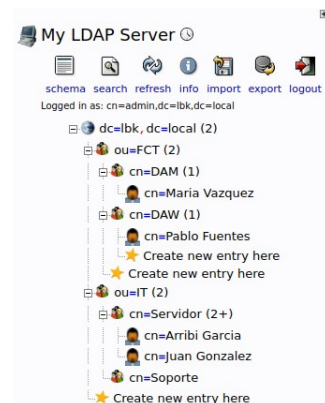 My LDAP Server
schema search refresh info import export logout
Logged in as: cn=admin,dc=lbk,dc=local
dc=lbk,dc=local (2)
ou=FCT (2)
cn=DAM (1)
cn=Maria Vazquez
cn=DAW (1)
cn=Pablo Fuentes
Create new entry here
Create new entry here
ou=IT (2)
cn=Servidor (2+)
cn=Arribi Garcia
cn=Juan Gonzalez
cn=Soporte
Create new entry here